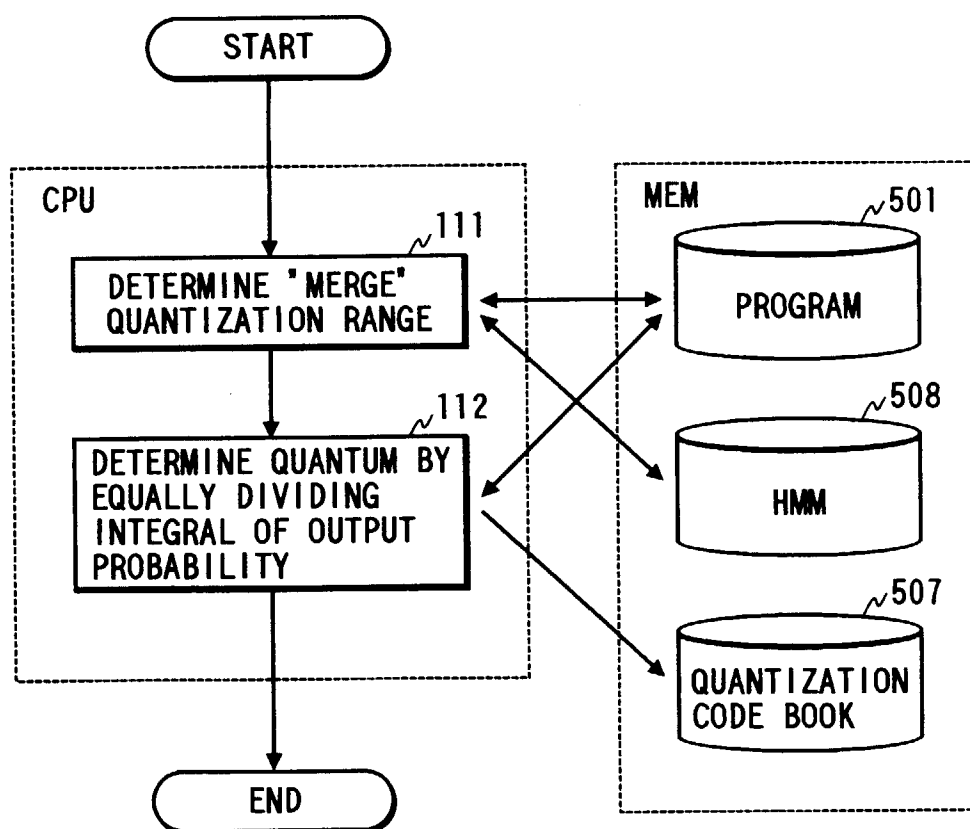 START
CPU
111
DETERMINE "MERGE"
QUANTIZATION RANGE
112
DETERMINE QUANTUM BY
EQUALLY DIVIDING
INTEGRAL OF OUTPUT
PROBABILITY
END
MEM
501
PROGRAM
508
HMM
507
QUANTIZATION
CODE BOOK